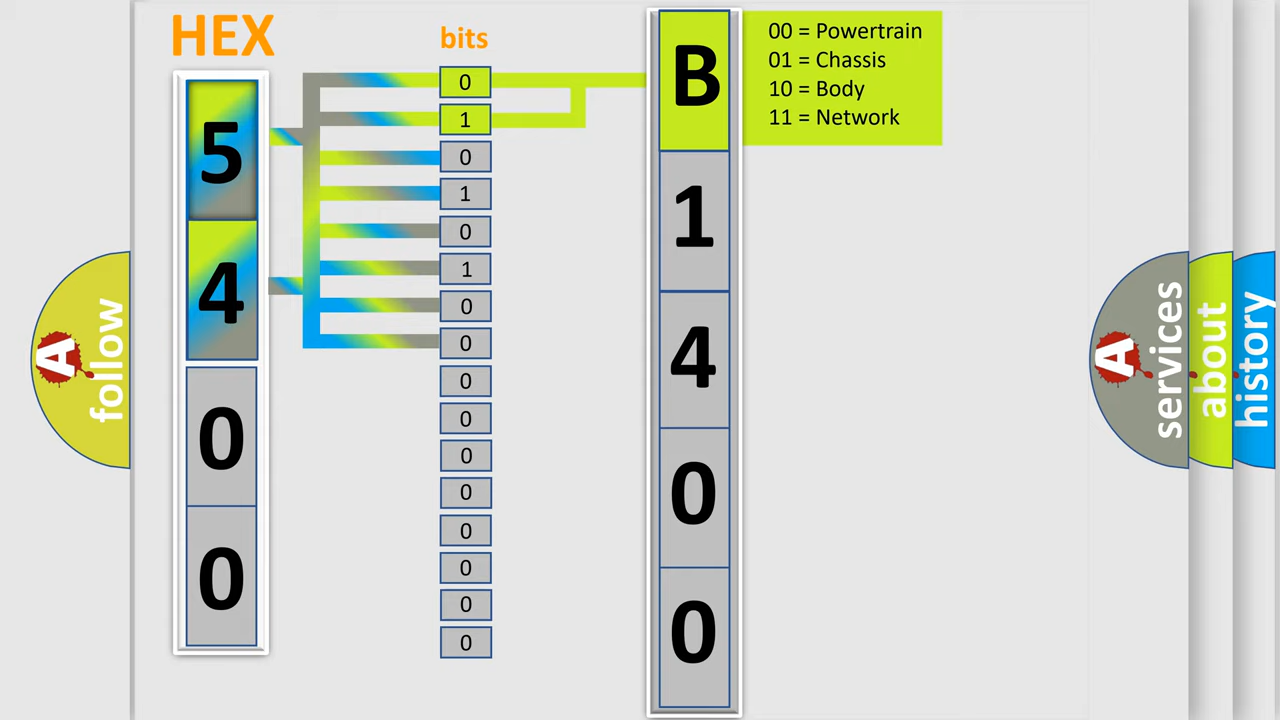 HEX
bits
5
4
0
0
0
1
0
1
0
1
0
0
0
0
0
0
0
0
0
0
B
1
4
0
0
00 = Powertrain
01 = Chassis
10 = Body
11 = Network
A
follow
A
services
about
history